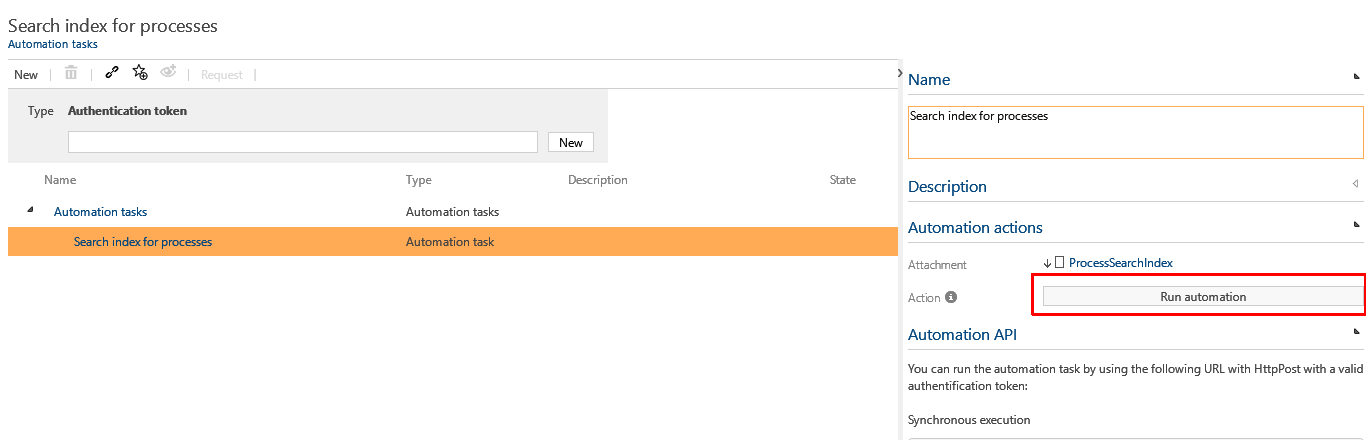 Search index for processes
Automation tasks
New
Request
Type
Authentication token
New
Name Type Description State
Automation tasks Automation tasks
Search index for processes Automation task
Name
Search index for processes
Description
Automation actions
Attachment ProcessSearchIndex
Action Run automation
Automation API
You can run the automation task by using the following URL with HttpPost with a valid
authentification token:
Synchronous execution